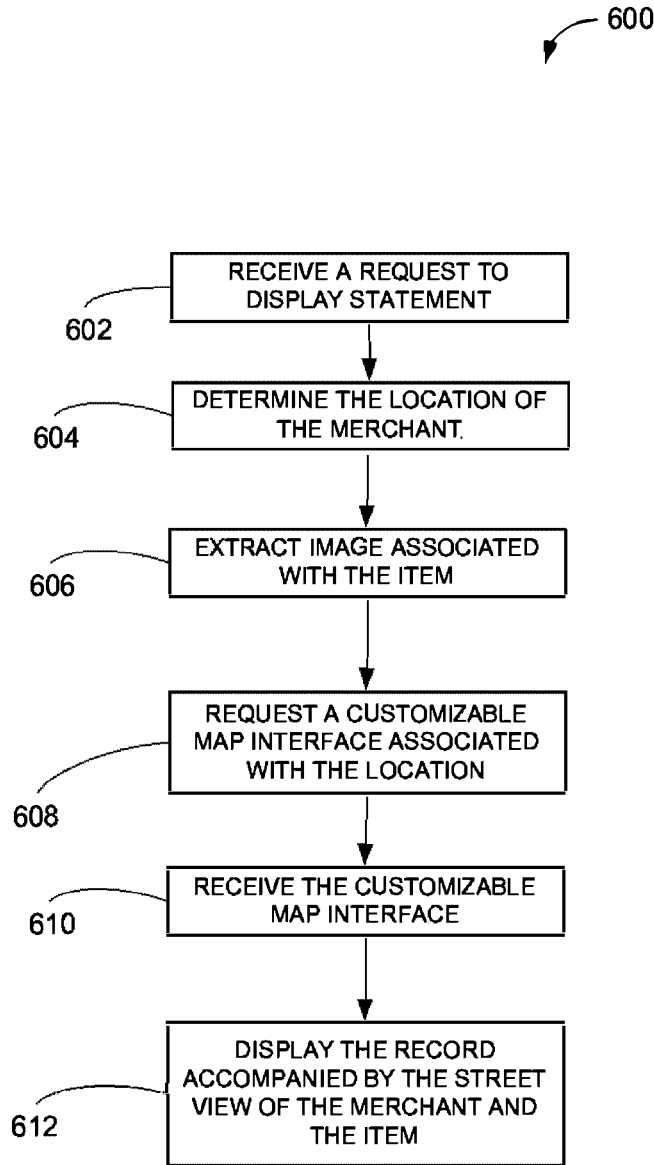 600
RECEIVE A REQUEST TO
DISPLAY STATEMENT
602
DETERMINE THE LOCATION OF
THE MERCHANT.
604
EXTRACT IMAGE ASSOCIATED
WITH THE ITEM
606
REQUEST A CUSTOMIZABLE
MAP INTERFACE ASSOCIATED
WITH THE LOCATION
608
RECEIVE THE CUSTOMIZABLE
MAP INTERFACE
610
DISPLAY THE RECORD
ACCOMPANIED BY THE STREET
VIEW OF THE MERCHANT AND
THE ITEM
612